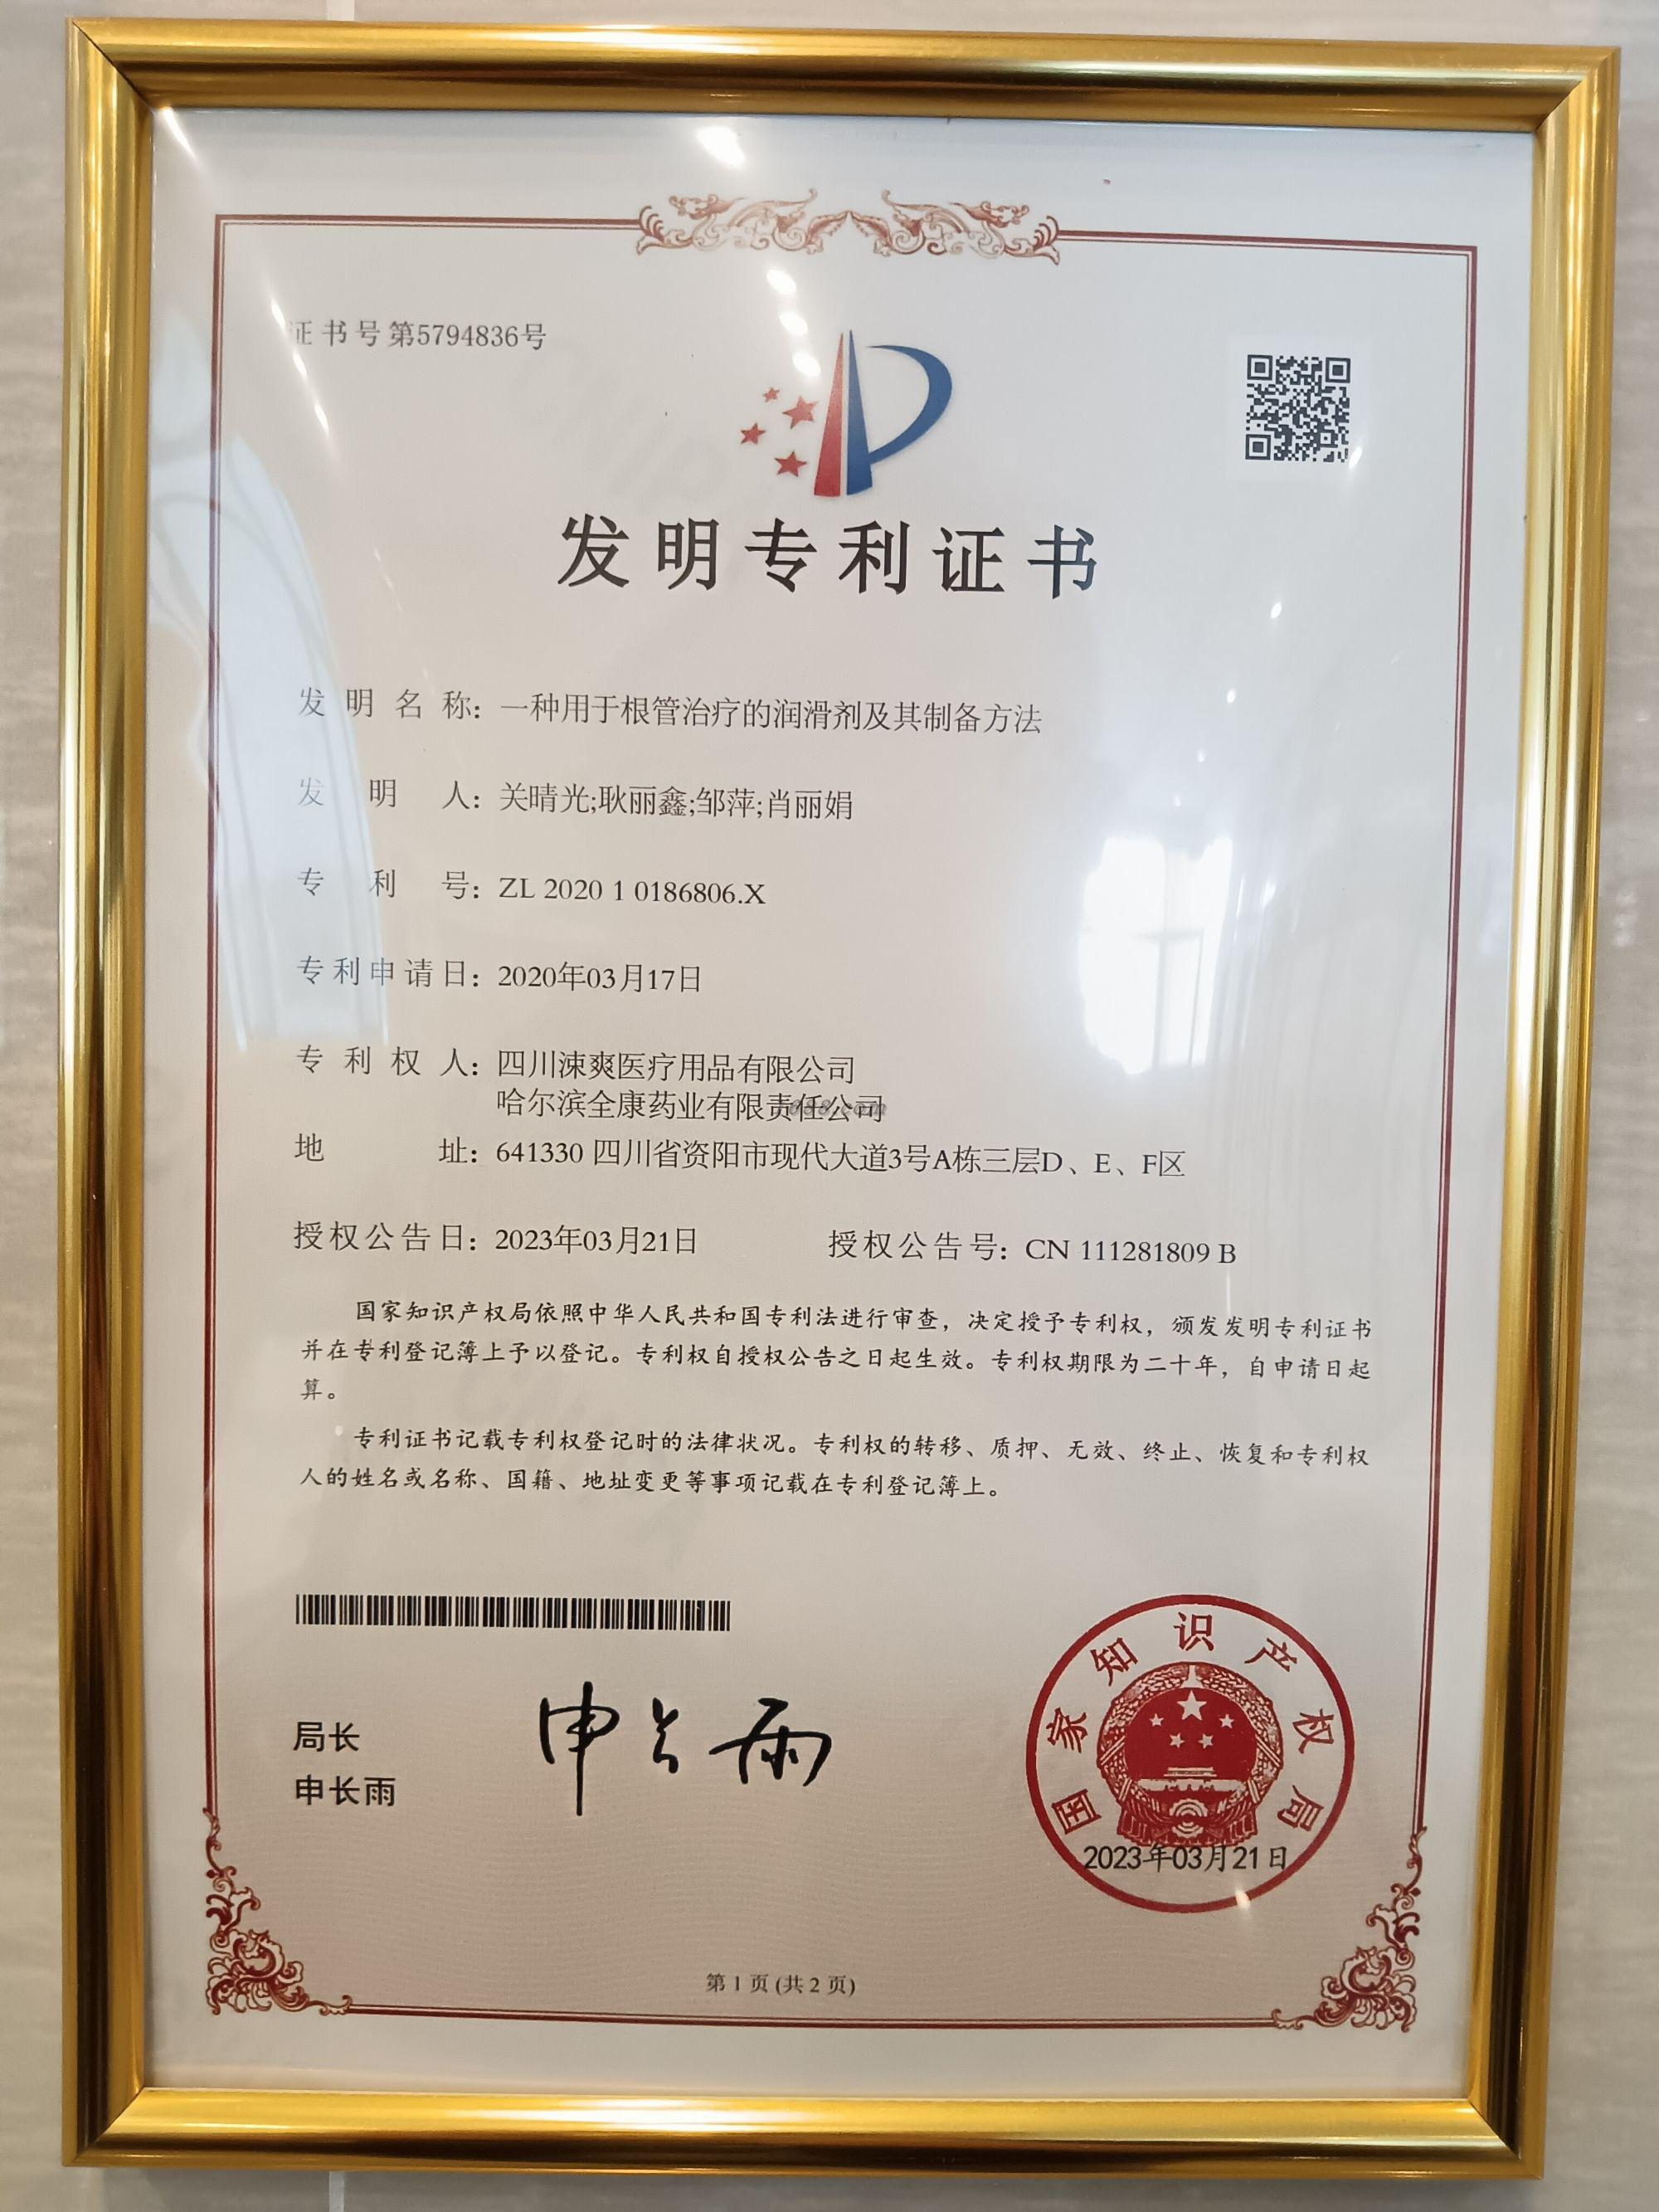 证书号第5794836号
发明专利证书
发明名称：一种用于根管治疗的润滑剂及其制备方法
发明人：关晴光;耿丽鑫;邹萍;肖丽娟
专利号：ZL 2020 1 0186806.X
专利申请日：2020年03月17日
专利权人：四川涑爽医疗用品有限公司
哈尔滨全康药业有限责任公司
地址：641330 四川省资阳市现代大道3号A栋三层D、E、F区
授权公告日：2023年03月21日 授权公告号：CN 111281809 B
国家知识产权局依照中华人民共和国专利法进行审查，决定授予专利权，颁发发明专利证书
并在专利登记簿上予以登记。专利权自授权公告之日起生效。专利权期限为二十年，自申请日起
算。
专利证书记载专利权登记时的法律状况。专利权的转移、质押、无效、终止、恢复和专利权
人的姓名或名称、国籍、地址变更等事项记载在专利登记簿上。
局长
申长雨
申长雨
国家知识产权局
2023年03月21日
第 1 页 (共 2 页)